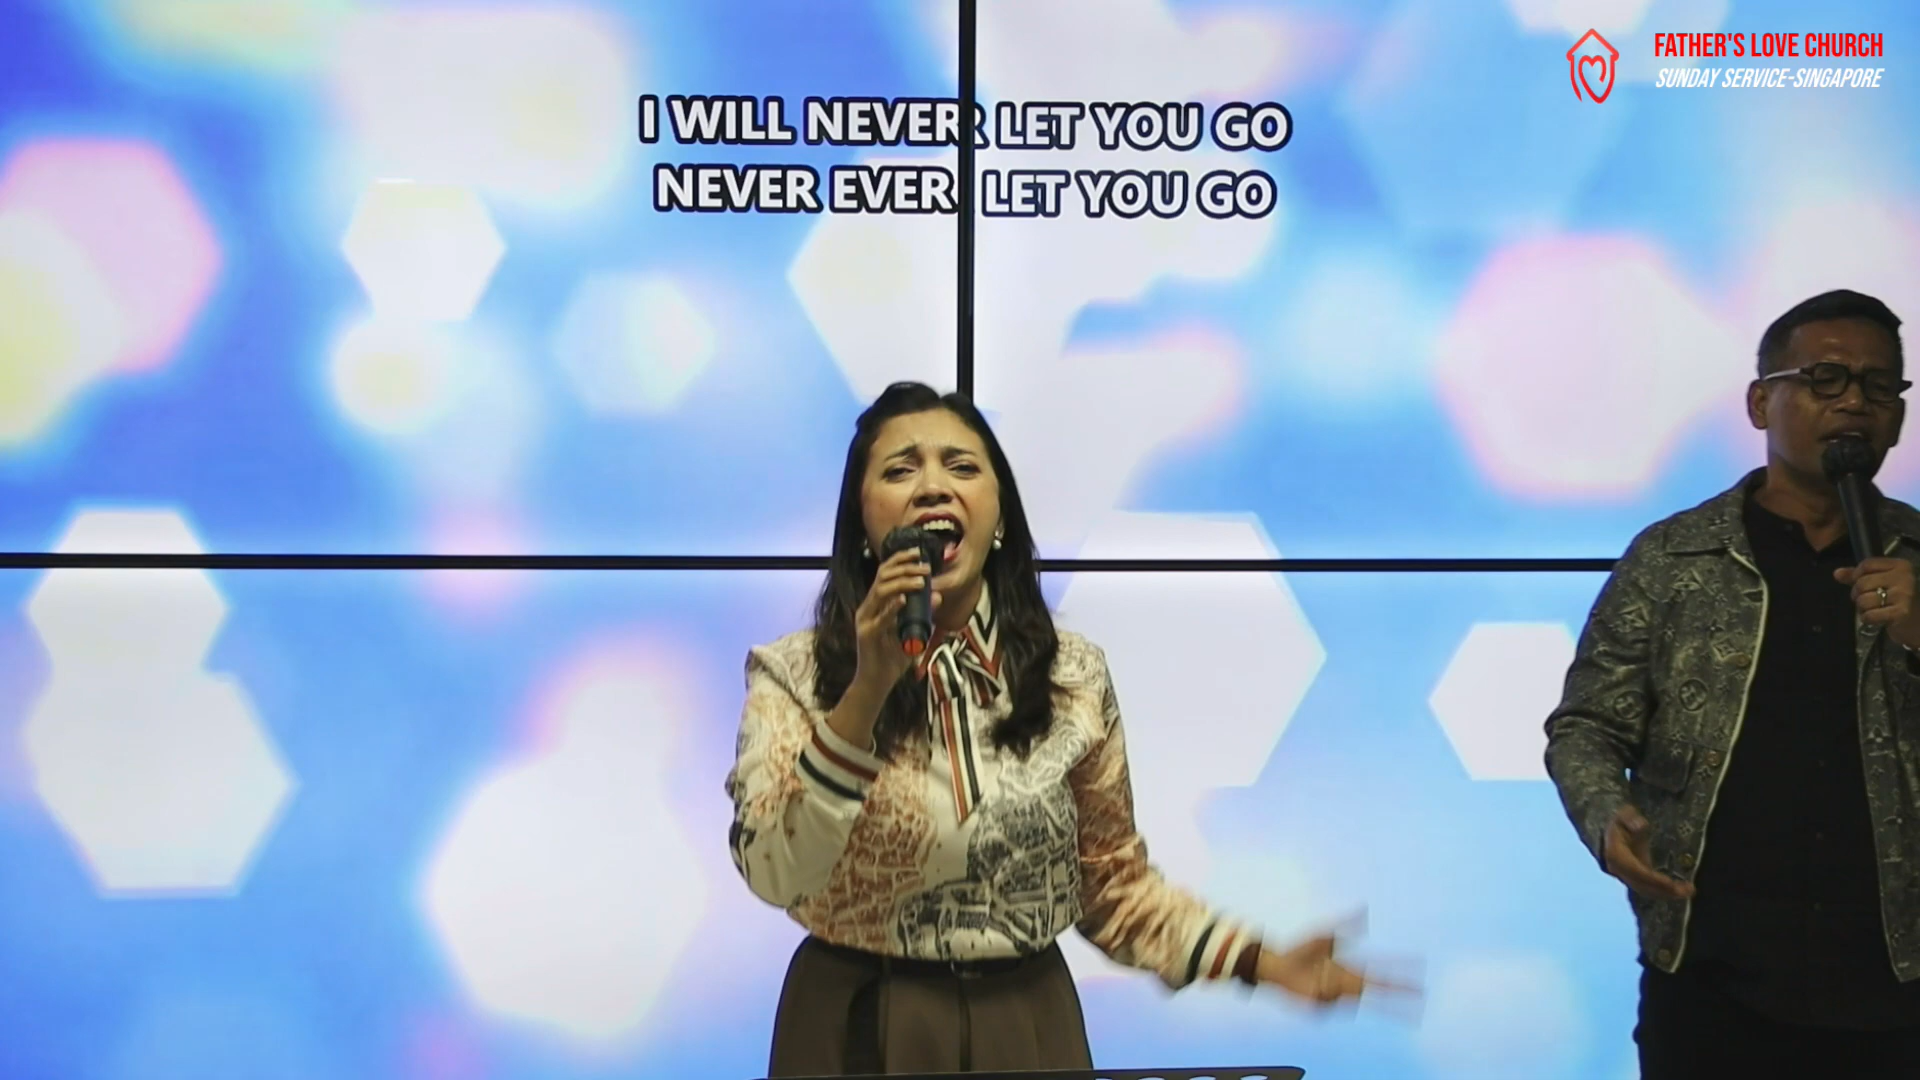 FATHER'S LOVE CHURCH
SUNDAY SERVICE-SINGAPORE
I WILL NEVER LET YOU GO
NEVER EVER LET YOU GO